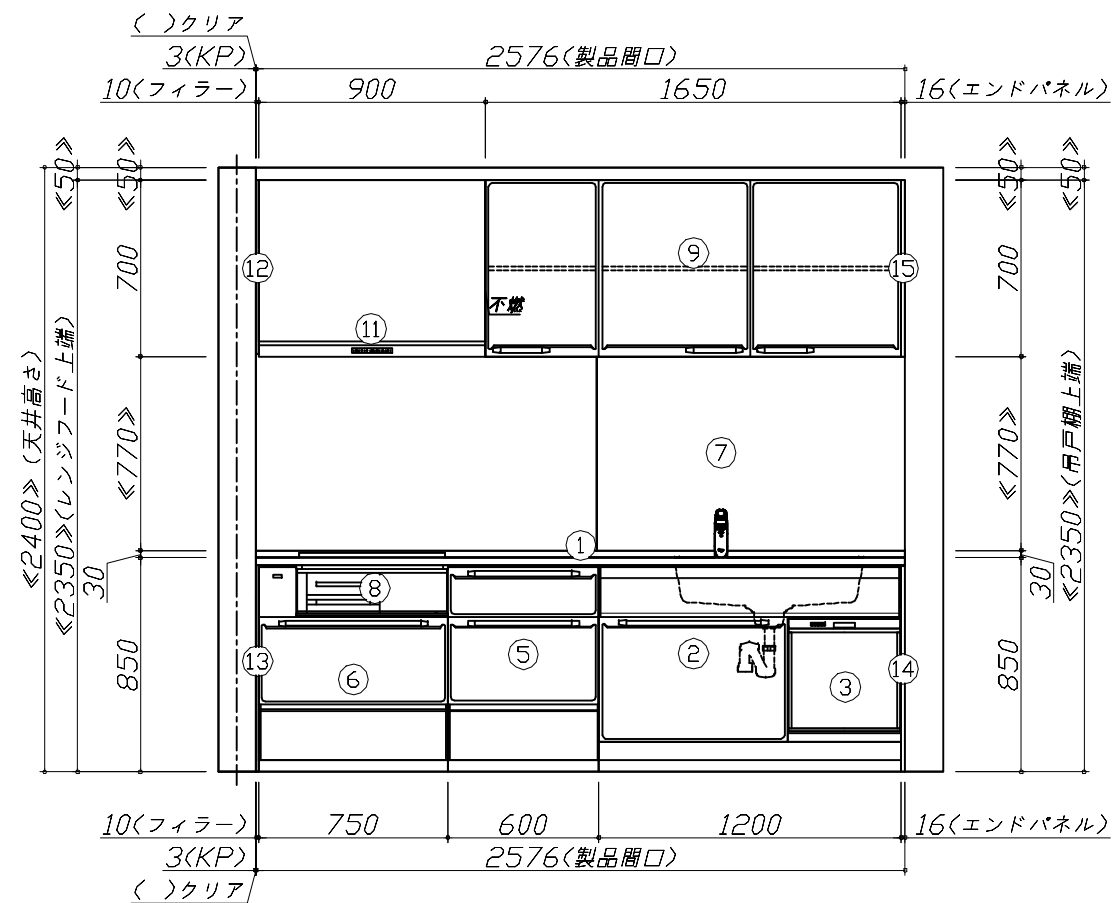 ( )クリア
3(KP)
2576(製品間口)
10(フィラー)
900
1650
16(エンドパネル)
≪50≫
≪50≫
≪50≫
≪50≫
700
700
12
9
15
不燃
11
≪2400≫(天井高さ)
≪2350≫(レンジフード上端)
≪770≫
≪770≫
≪2350≫(吊戸棚上端)
7
1
30
30
8
13
6
5
2
3
14
850
850
10(フィラー)
750
600
1200
16(エンドパネル)
3(KP)
2576(製品間口)
( )クリア